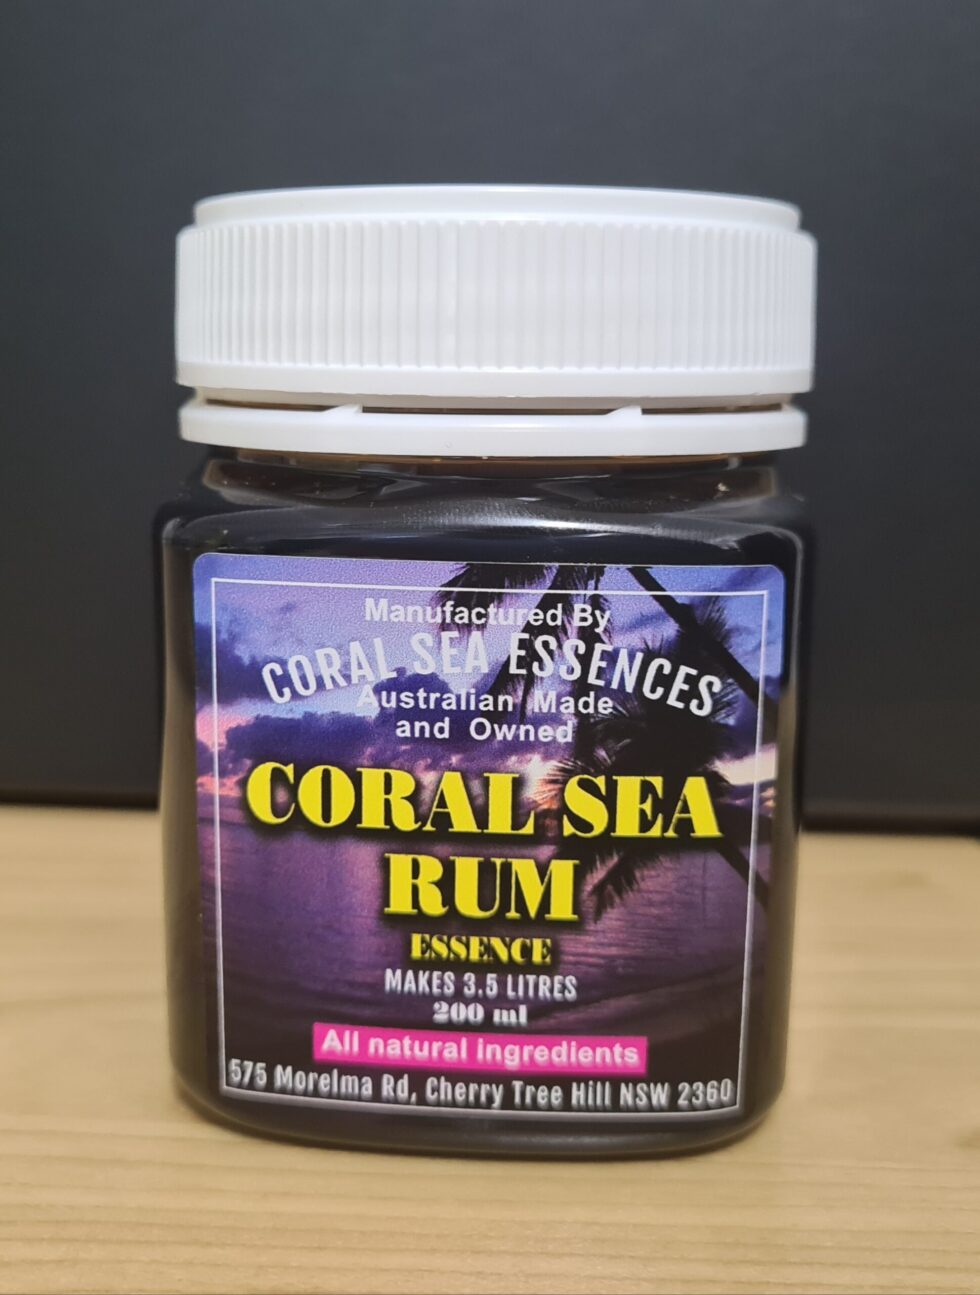 Manufactured By
CORAL SEA ESSENCES
Australian Made
and Owned
CORAL SEA
RUM
ESSENCE
MAKES 3.5 LITRES
200 ml
All natural ingredients
575 Morelma Rd, Cherry Tree Hill NSW 2360